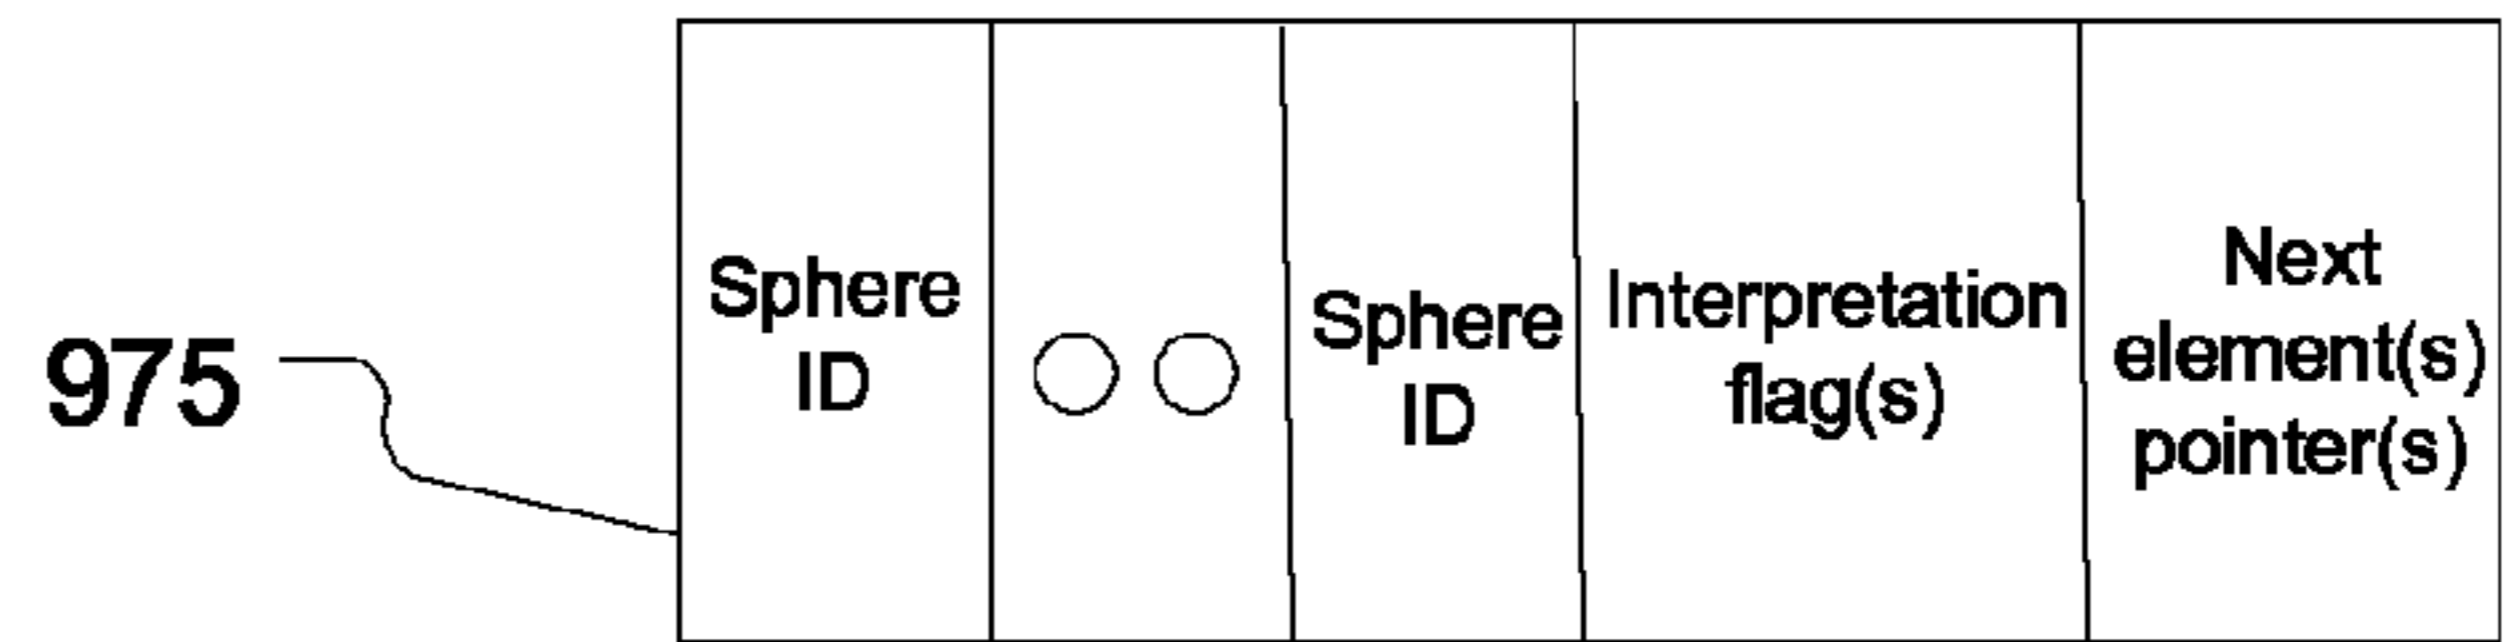 975
Sphere
ID
Sphere
ID
Interpretation
flag(s)
Next
element(s)
pointer(s)